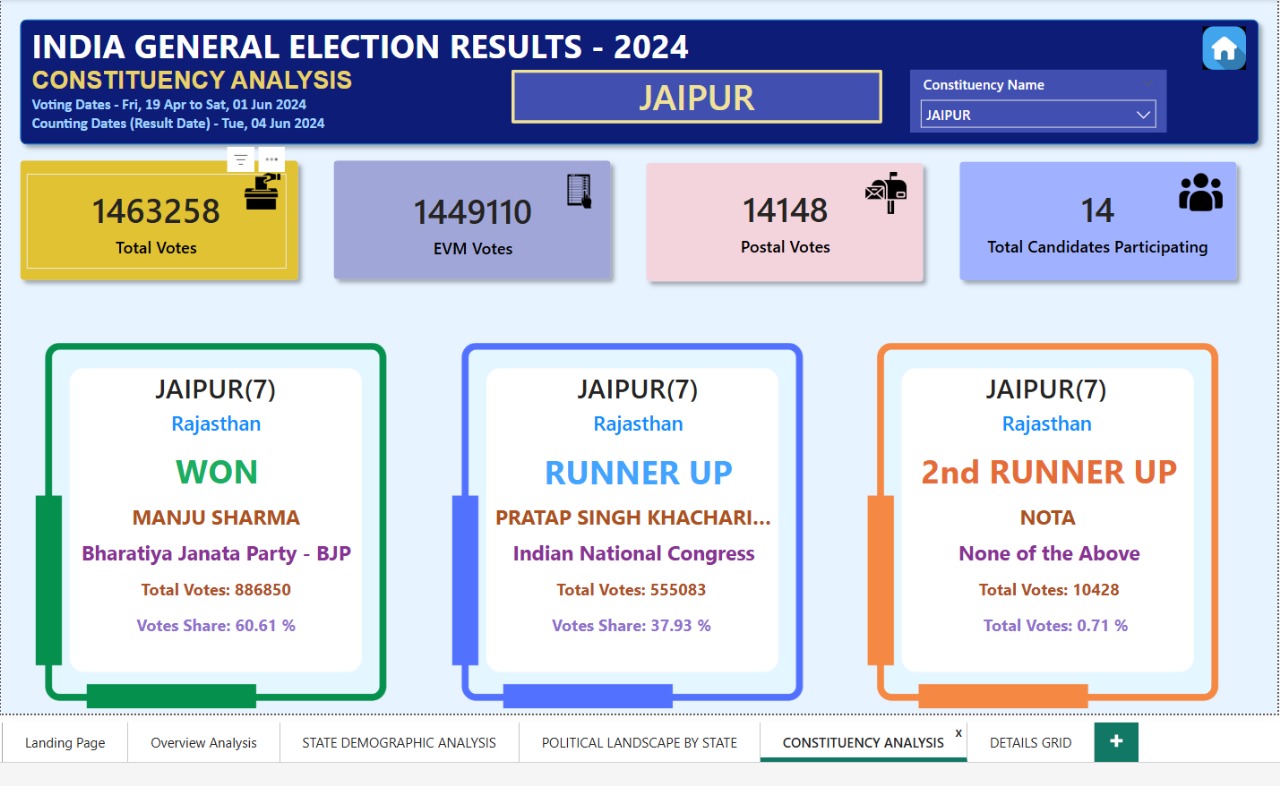 INDIA GENERAL ELECTION RESULTS - 2024
CONSTITUENCY ANALYSIS
Voting Dates - Fri, 19 Apr to Sat, 01 Jun 2024
Counting Dates (Result Date) - Tue, 04 Jun 2024
JAIPUR
Constituency Name
JAIPUR
1463258
Total Votes
1449110
EVM Votes
14148
Postal Votes
14
Total Candidates Participating
JAIPUR(7)
Rajasthan
WON
MANJU SHARMA
Bharatiya Janata Party - BJP
Total Votes: 886850
Votes Share: 60.61 %
JAIPUR(7)
Rajasthan
RUNNER UP
PRATAP SINGH KHACHARI...
Indian National Congress
Total Votes: 555083
Votes Share: 37.93 %
JAIPUR(7)
Rajasthan
2nd RUNNER UP
NOTA
None of the Above
Total Votes: 10428
Total Votes: 0.71 %
Landing Page
Overview Analysis
STATE DEMOGRAPHIC ANALYSIS
POLITICAL LANDSCAPE BY STATE
CONSTITUENCY ANALYSIS
x
DETAILS GRID
+